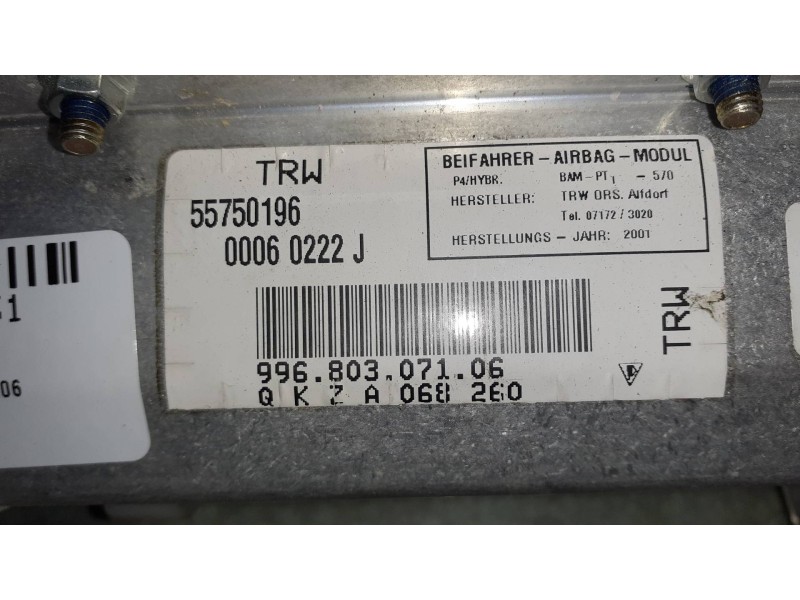 TRW
55750196
0006 0222 J
BEIFAHRER - AIRBAG - MODUL
P4/HYBR. BAM - PT1 - 570
HERSTELLER: TRW ORS. Alfdorf
Tel. 07172 / 3020
HERSTELLUNGS - JAHR: 2001
996.803.071.06
Q K Z A 068 260
TRW
06